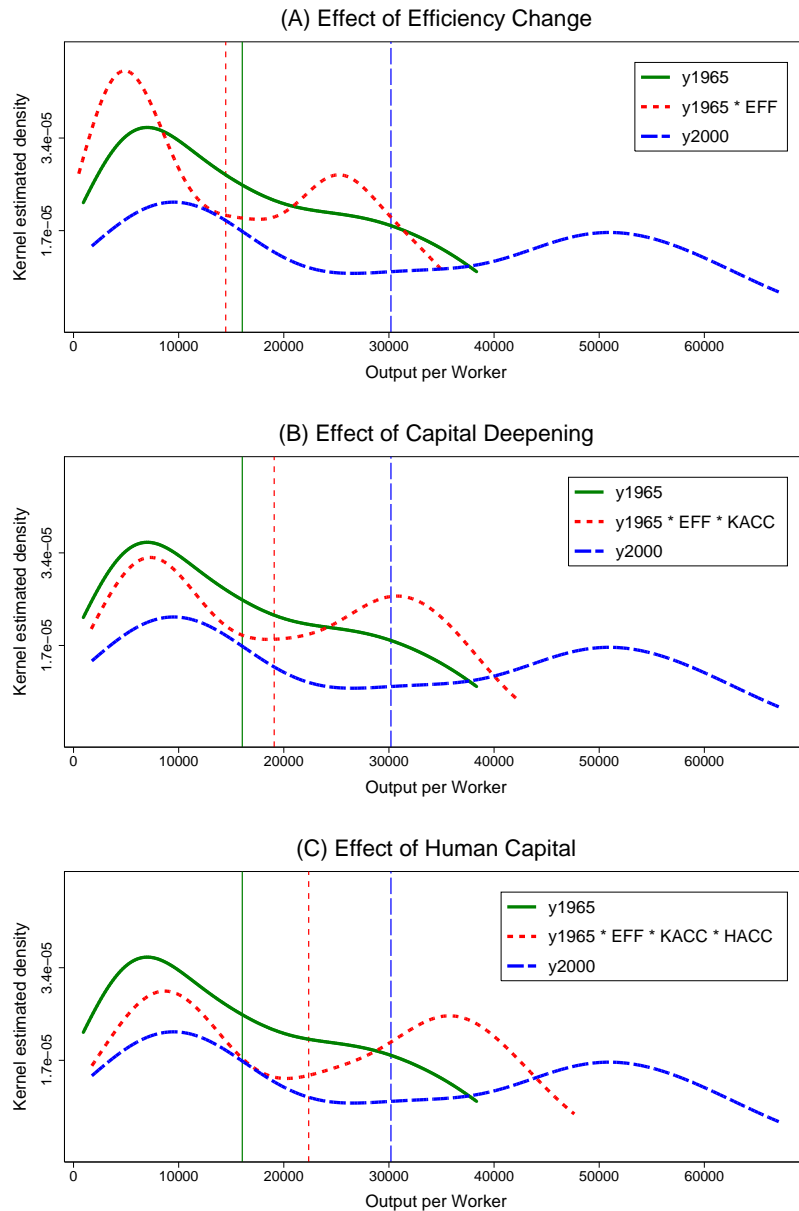 (A) Effect of Efficiency Change
Kernel estimated density
3.4e-05
1.7e-05
y1965
y1965 * EFF
y2000
0 10000 20000 30000 40000 50000 60000
Output per Worker
(B) Effect of Capital Deepening
Kernel estimated density
3.4e-05
1.7e-05
y1965
y1965 * EFF * KACC
y2000
0 10000 20000 30000 40000 50000 60000
Output per Worker
(C) Effect of Human Capital
Kernel estimated density
3.4e-05
1.7e-05
y1965
y1965 * EFF * KACC * HACC
y2000
0 10000 20000 30000 40000 50000 60000
Output per Worker